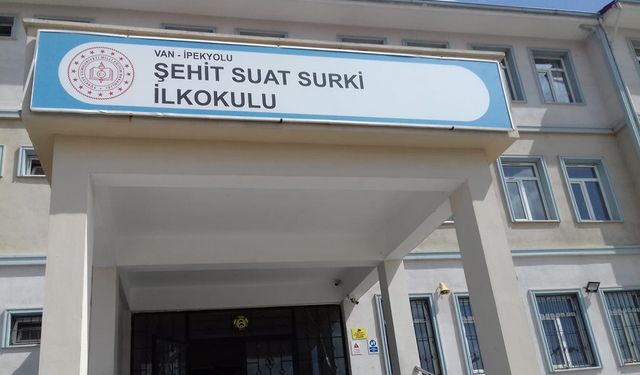 VAN - İPEKYOLU
ŞEHİT SUAT SURKİ
İLKOKULU